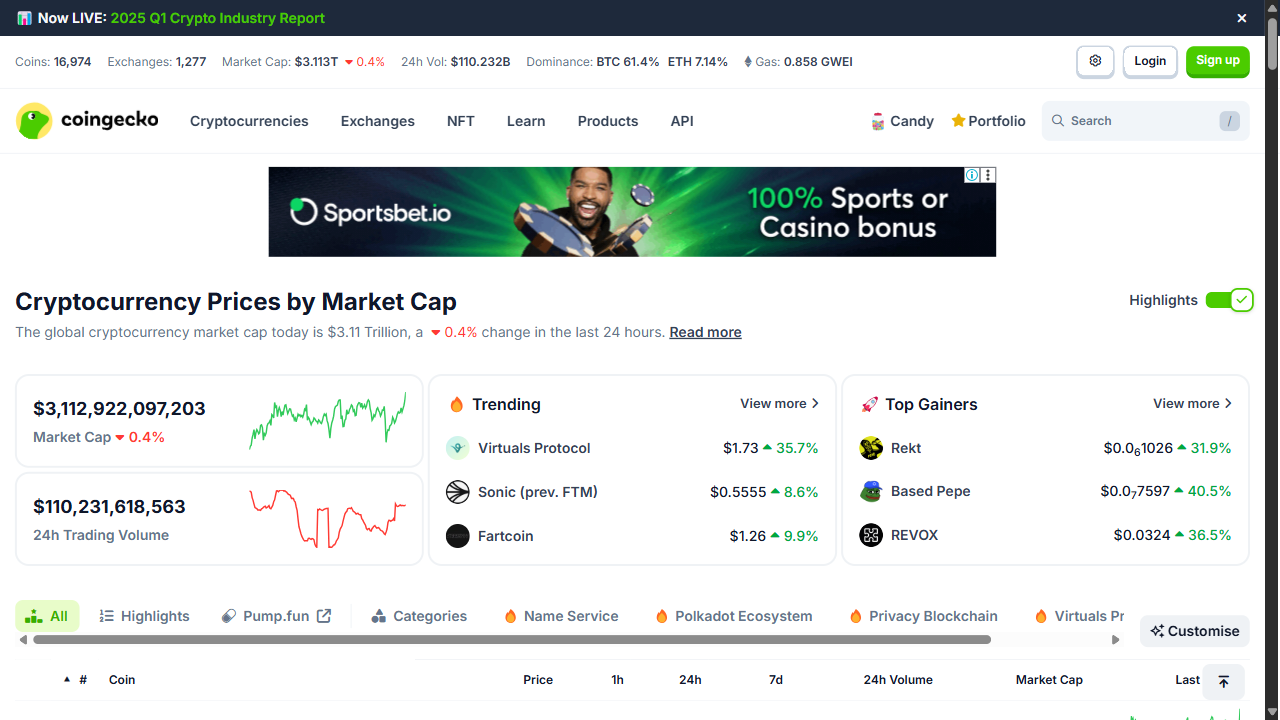 Now LIVE: 2025 Q1 Crypto Industry Report
Coins: 16,974 Exchanges: 1,277 Market Cap: $3.113T 0.4% 24h Vol: $110.232B Dominance: BTC 61.4% ETH 7.14% Gas: 0.858 GWEI Login Sign up
coingecko Cryptocurrencies Exchanges NFT Learn Products API Candy Portfolio Search /
Sportsbet.io
100% Sports or
Casino bonus
Cryptocurrency Prices by Market Cap
Highlights
The global cryptocurrency market cap today is $3.11 Trillion, a 0.4% change in the last 24 hours. Read more
$3,112,922,097,203
Market Cap 0.4%
$110,231,618,563
24h Trading Volume
Trending View more
Virtuals Protocol $1.73 35.7%
Sonic (prev. FTM) $0.5555 8.6%
Fartcoin $1.26 9.9%
Top Gainers View more
Rekt $0.0₆1026 31.9%
Based Pepe $0.0₇7597 40.5%
REVOX $0.0324 36.5%
All Highlights Pump.fun Categories Name Service Polkadot Ecosystem Privacy Blockchain Virtuals Pr
Customise
# Coin Price 1h 24h 7d 24h Volume Market Cap Last